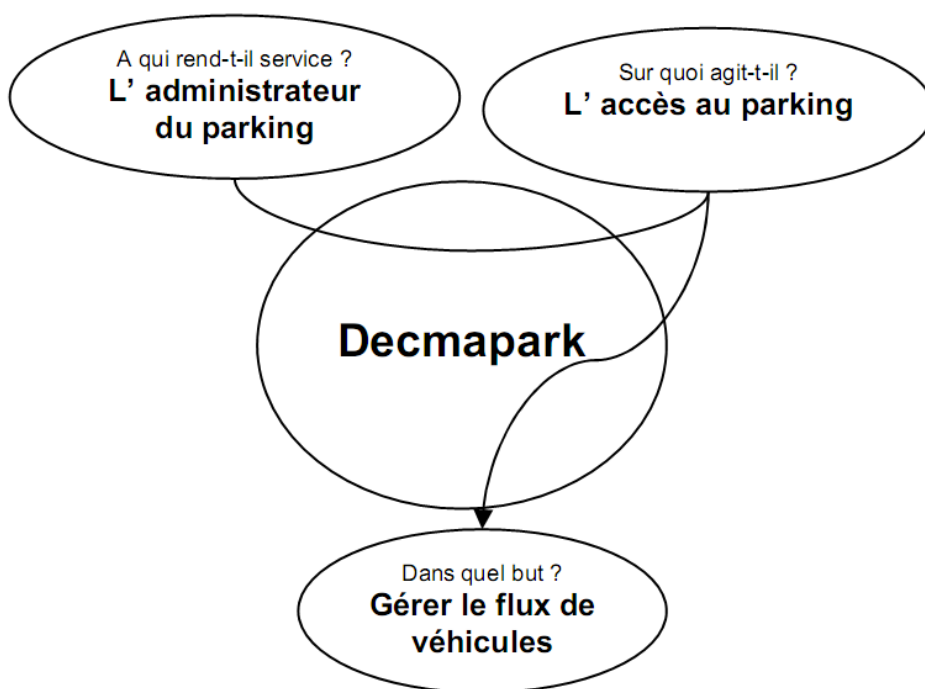 A qui rend-t-il service ?
L' administrateur
du parking
Sur quoi agit-t-il ?
L' accès au parking
Decmapark
Dans quel but ?
Gérer le flux de
véhicules